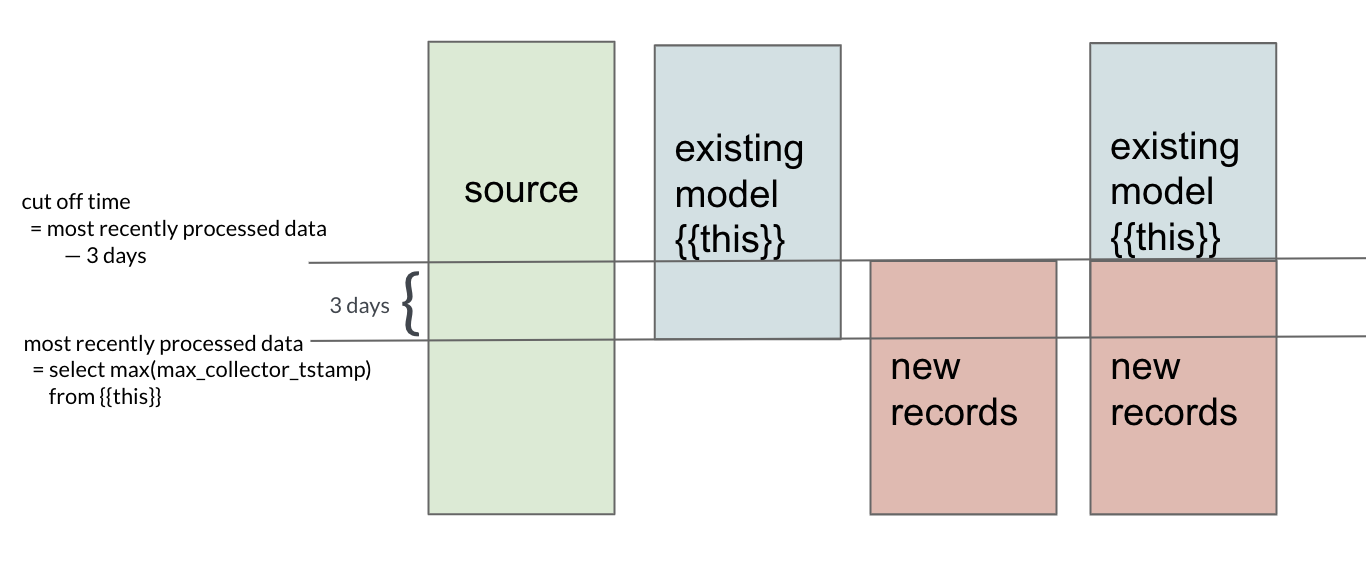 cut off time
= most recently processed data
— 3 days
3 days
most recently processed data
= select max(max_collector_tstamp)
from {{this}}
source
existing
model
{{this}}
new
records
existing
model
{{this}}
new
records